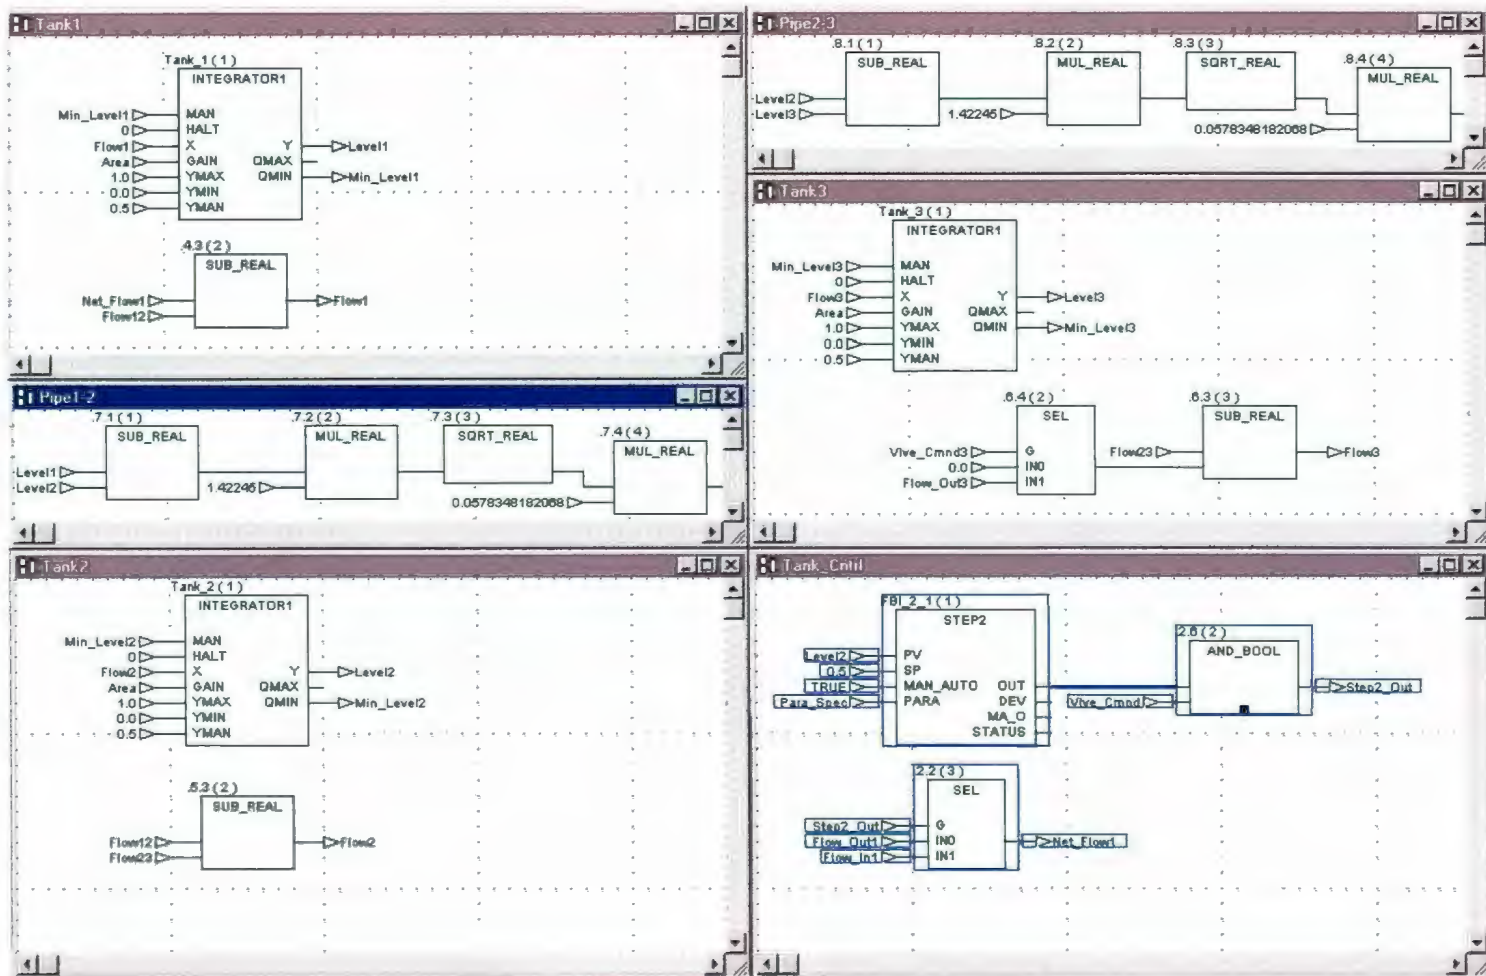 Tank1
Tank_1 (1)
INTEGRATOR1
Min_Level1 MAN
0 HALT
Flow1 X Y Level1
Area GAIN QMAX
1.0 YMAX QMIN Min_Level1
0.0 YMIN
0.5 YMAN
.4.3 (2)
SUB_REAL
Net_Flow1 Flow1
Flow12
Pipe1-2
.7.1 (1) .7.2 (2) .7.3 (3) .7.4 (4)
SUB_REAL MUL_REAL SQRT_REAL MUL_REAL
Level1
Level2 1.42245 0.0578348182068
Tank2
Tank_2 (1)
INTEGRATOR1
Min_Level2 MAN
0 HALT
Flow2 X Y Level2
Area GAIN QMAX
1.0 YMAX QMIN Min_Level2
0.0 YMIN
0.5 YMAN
.5.3 (2)
SUB_REAL
Flow12 Flow2
Flow23
Pipe2-3
.8.1 (1) .8.2 (2) .8.3 (3) .8.4 (4)
SUB_REAL MUL_REAL SQRT_REAL MUL_REAL
Level2
Level3 1.42245
0.0578348182068
Tank3
Tank_3 (1)
INTEGRATOR1
Min_Level3 MAN
0 HALT
Flow3 X Y Level3
Area GAIN QMAX
1.0 YMAX QMIN Min_Level3
0.0 YMIN
0.5 YMAN
.6.4 (2) .6.3 (3)
SEL SUB_REAL
Vlve_Cmnd3 G Flow23 Flow3
0.0 IN0
Flow_Out3 IN1
Tank_Cntl
FBI_2_1 (1)
STEP2
Level2 PV
0.5 SP
TRUE MAN_AUTO OUT
Para_Spec PARA DEV
MA_O
STATUS
2.6 (2)
AND_BOOL
Step2_Out
Vlve_Cmnd
2.2 (3)
SEL
Step2_Out G
Flow_Out1 IN0 Net_Flow1
Flow_In1 IN1